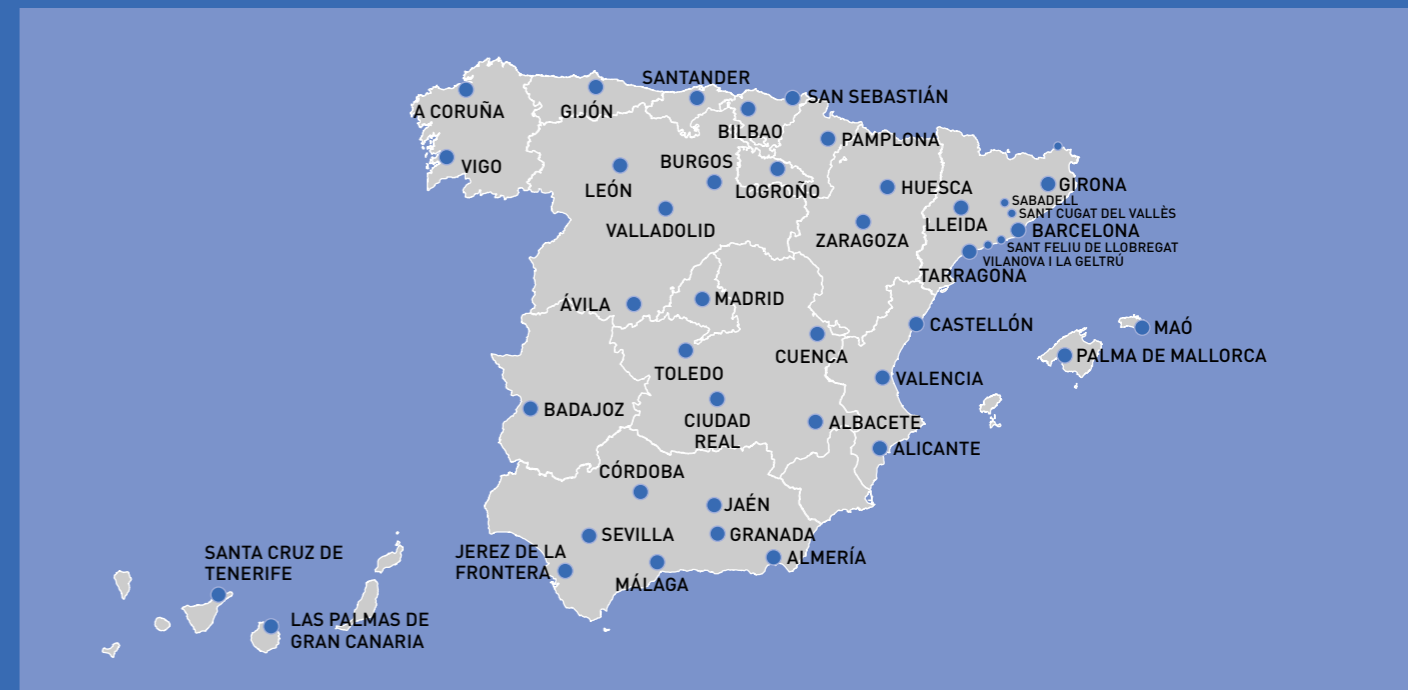 SANTANDER
SAN SEBASTIÁN
A CORUÑA
GIJÓN
BILBAO
PAMPLONA
VIGO
BURGOS
LEÓN
LOGROÑO
HUESCA
GIRONA
SABADELL
SANT CUGAT DEL VALLÈS
LLEIDA
BARCELONA
VALLADOLID
ZARAGOZA
SANT FELIU DE LLOBREGAT
VILANOVA I LA GELTRÚ
TARRAGONA
ÁVILA
MADRID
CASTELLÓN
MAÓ
CUENCA
PALMA DE MALLORCA
TOLEDO
VALENCIA
BADAJOZ
CIUDAD
REAL
ALBACETE
ALICANTE
CÓRDOBA
JAÉN
SEVILLA
GRANADA
JEREZ DE LA
FRONTERA
ALMERÍA
MÁLAGA
SANTA CRUZ DE
TENERIFE
LAS PALMAS DE
GRAN CANARIA